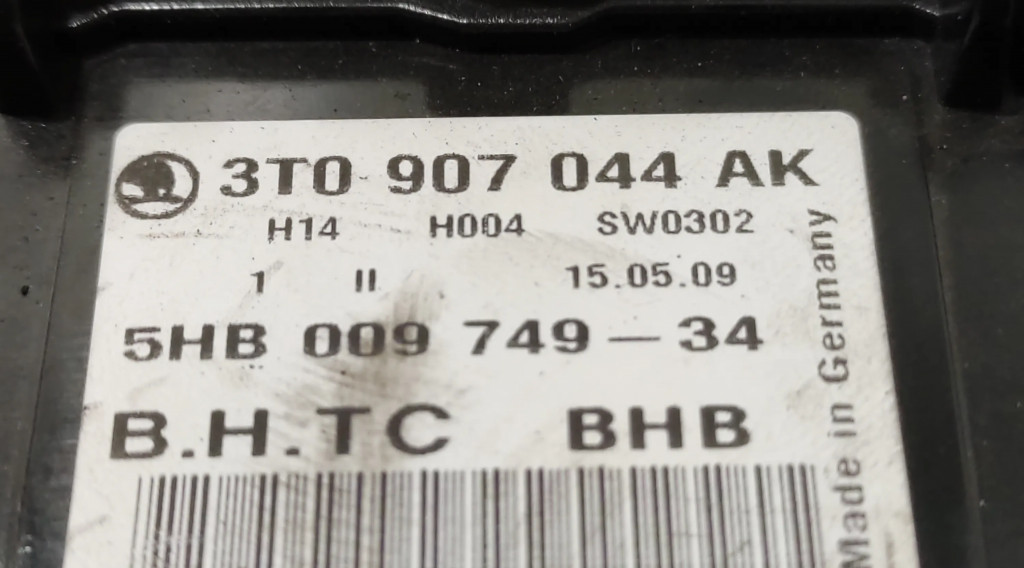 3T0 907 044 AK
H14 H004 SW0302
1 II 15.05.09
5HB 009 749-34
B.H.TC BHB
Made in Germany